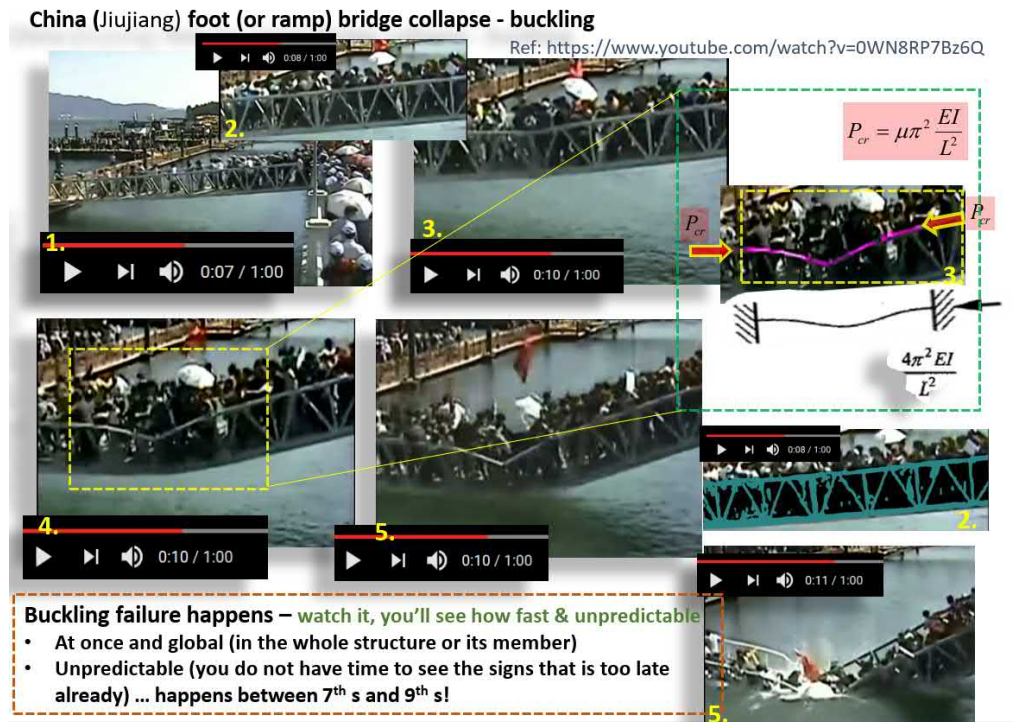 China (Jiujiang) foot (or ramp) bridge collapse - buckling
Ref: https://www.youtube.com/watch?v=0WN8RP7Bz6Q
0:08 / 1:00
2.
1.
0:07 / 1:00
3.
0:10 / 1:00
P_cr = μπ² EI / L²
P_cr
P_cr
3.
4π² EI / L²
4.
0:10 / 1:00
5.
0:10 / 1:00
0:08 / 1:00
2.
0:11 / 1:00
5.
Buckling failure happens – watch it, you'll see how fast & unpredictable
• At once and global (in the whole structure or its member)
• Unpredictable (you do not have time to see the signs that is too late
already) … happens between 7th s and 9th s!